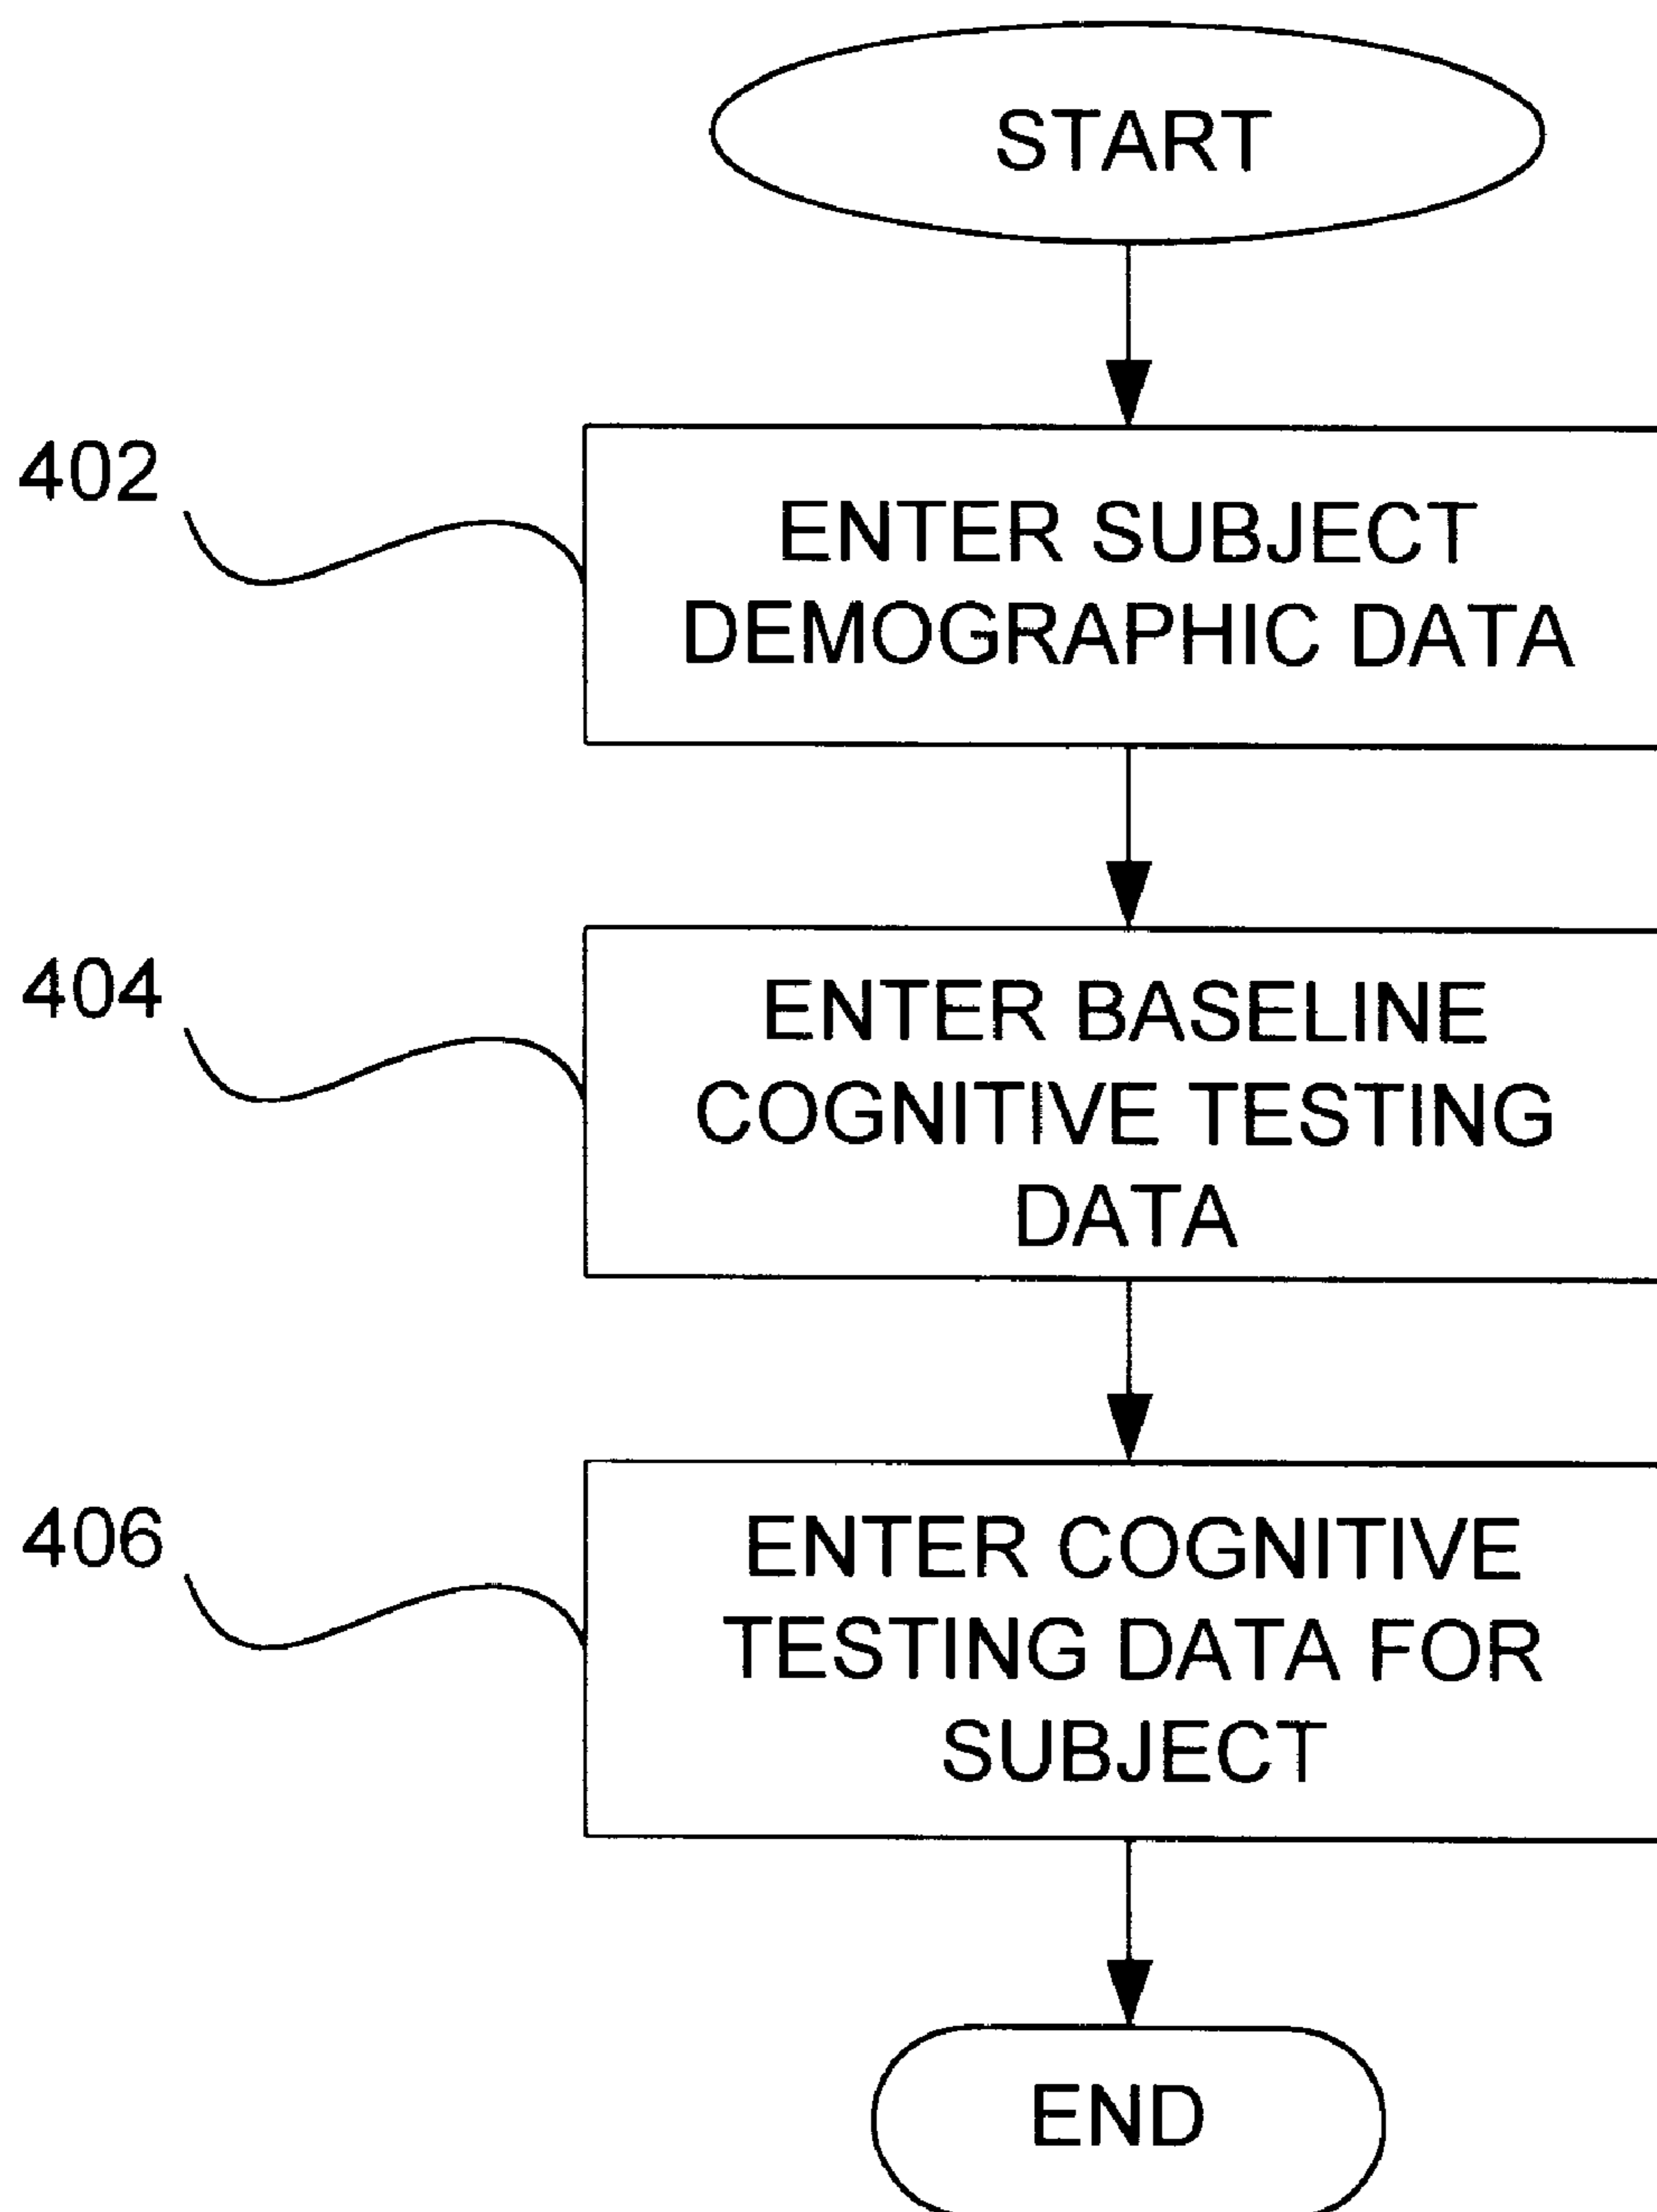 START
402
ENTER SUBJECT
DEMOGRAPHIC DATA
404
ENTER BASELINE
COGNITIVE TESTING
DATA
406
ENTER COGNITIVE
TESTING DATA FOR
SUBJECT
END